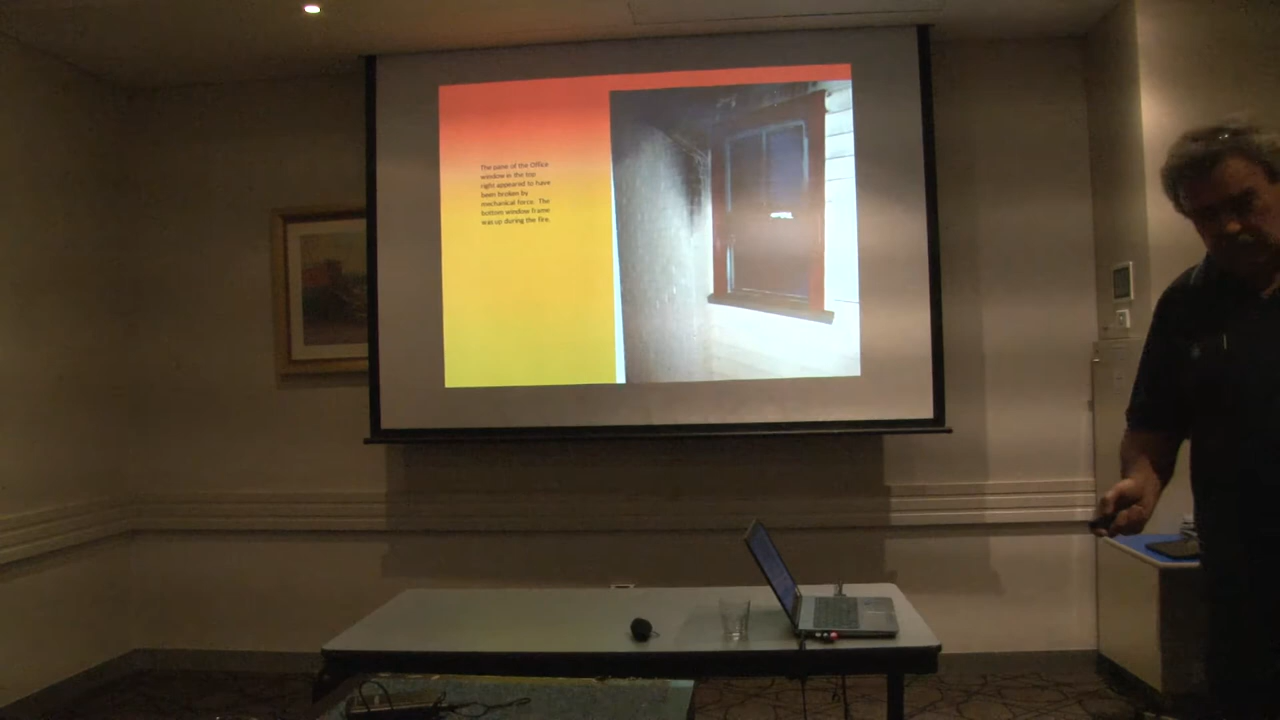 The pane of the Office
window in the top
right appeared to have
been broken by
mechanical force. The
bottom window frame
was up during the fire.